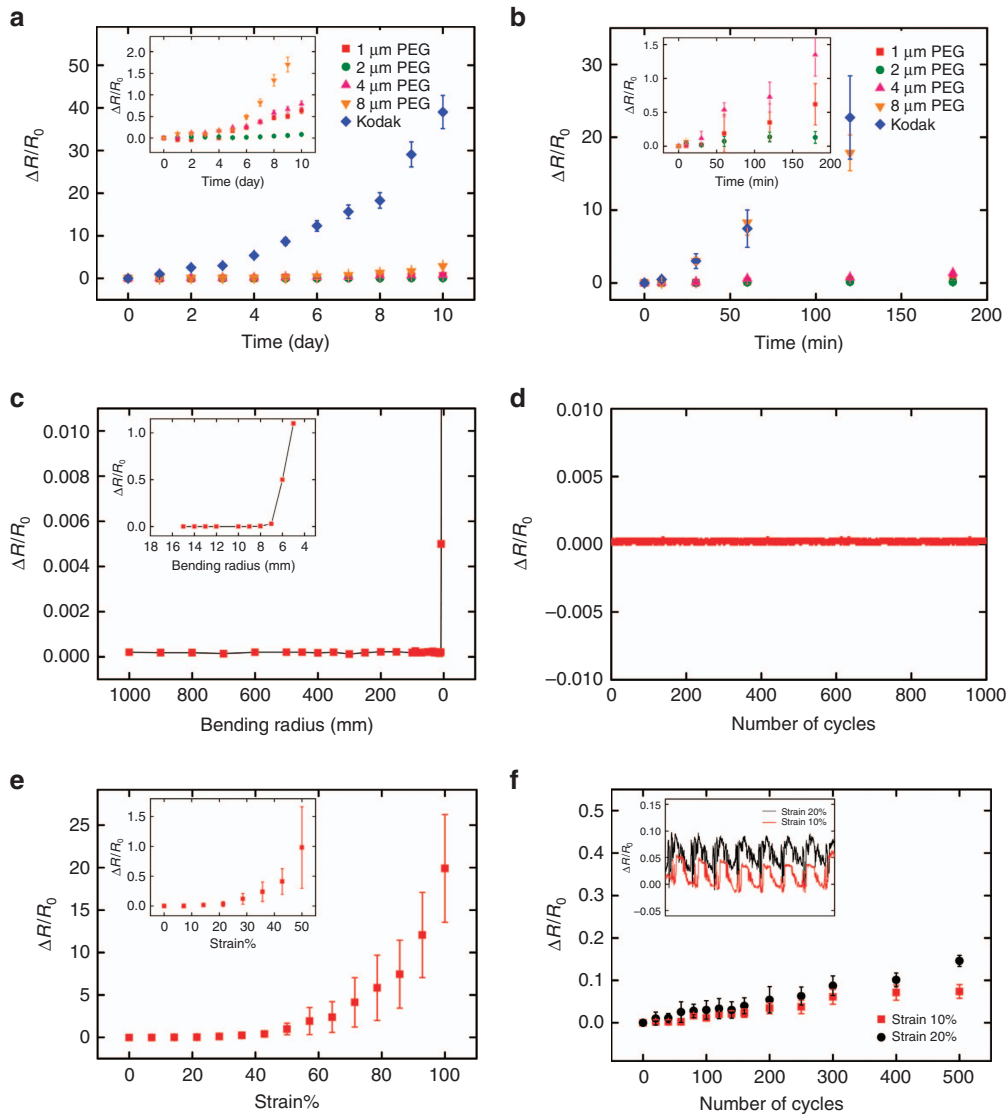 a
50
40
30
20
10
0
ΔR/R0
0 2 4 6 8 10
Time (day)
1 μm PEG
2 μm PEG
4 μm PEG
8 μm PEG
Kodak
2.0
1.5
1.0
0.5
0.0
ΔR/R0
0 2 4 6 8 10
Time (day)
b
30
20
10
0
ΔR/R0
0 50 100 150 200
Time (min)
1 μm PEG
2 μm PEG
4 μm PEG
8 μm PEG
Kodak
1.5
1.0
0.5
0.0
ΔR/R0
0 50 100 150 200
Time (min)
c
0.010
0.008
0.006
0.004
0.002
0.000
ΔR/R0
1000 800 600 400 200 0
Bending radius (mm)
1.0
0.5
0.0
ΔR/R0
18 16 14 12 10 8 6 4
Bending radius (mm)
d
0.010
0.005
0.000
−0.005
−0.010
ΔR/R0
0 200 400 600 800 1000
Number of cycles
e
25
20
15
10
5
0
ΔR/R0
0 20 40 60 80 100
Strain%
1.5
1.0
0.5
0.0
ΔR/R0
0 10 20 30 40 50
Strain%
f
0.5
0.4
0.3
0.2
0.1
0.0
ΔR/R0
0 100 200 300 400 500
Number of cycles
Strain 10%
Strain 20%
0.15
0.10
0.05
0.00
−0.05
ΔR/R0
Strain 20%
Strain 10%